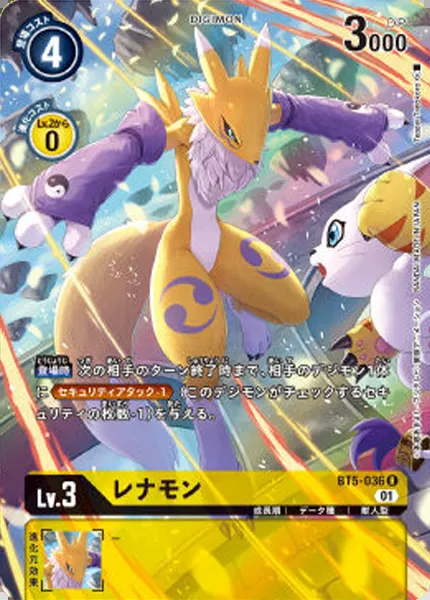 DIGIMON
登場コスト
4
DP
3000
進化コスト
Lv.2から
0
登場時 次の相手のターン終了時まで、相手のデジモン1体
に セキュリティアタック-1 (このデジモンがチェックするセキ
ュリティの枚数-1)を与える。
BT5-036 R
Lv.3
レナモン
01
成長期 データ種 獣人型
進化元効果